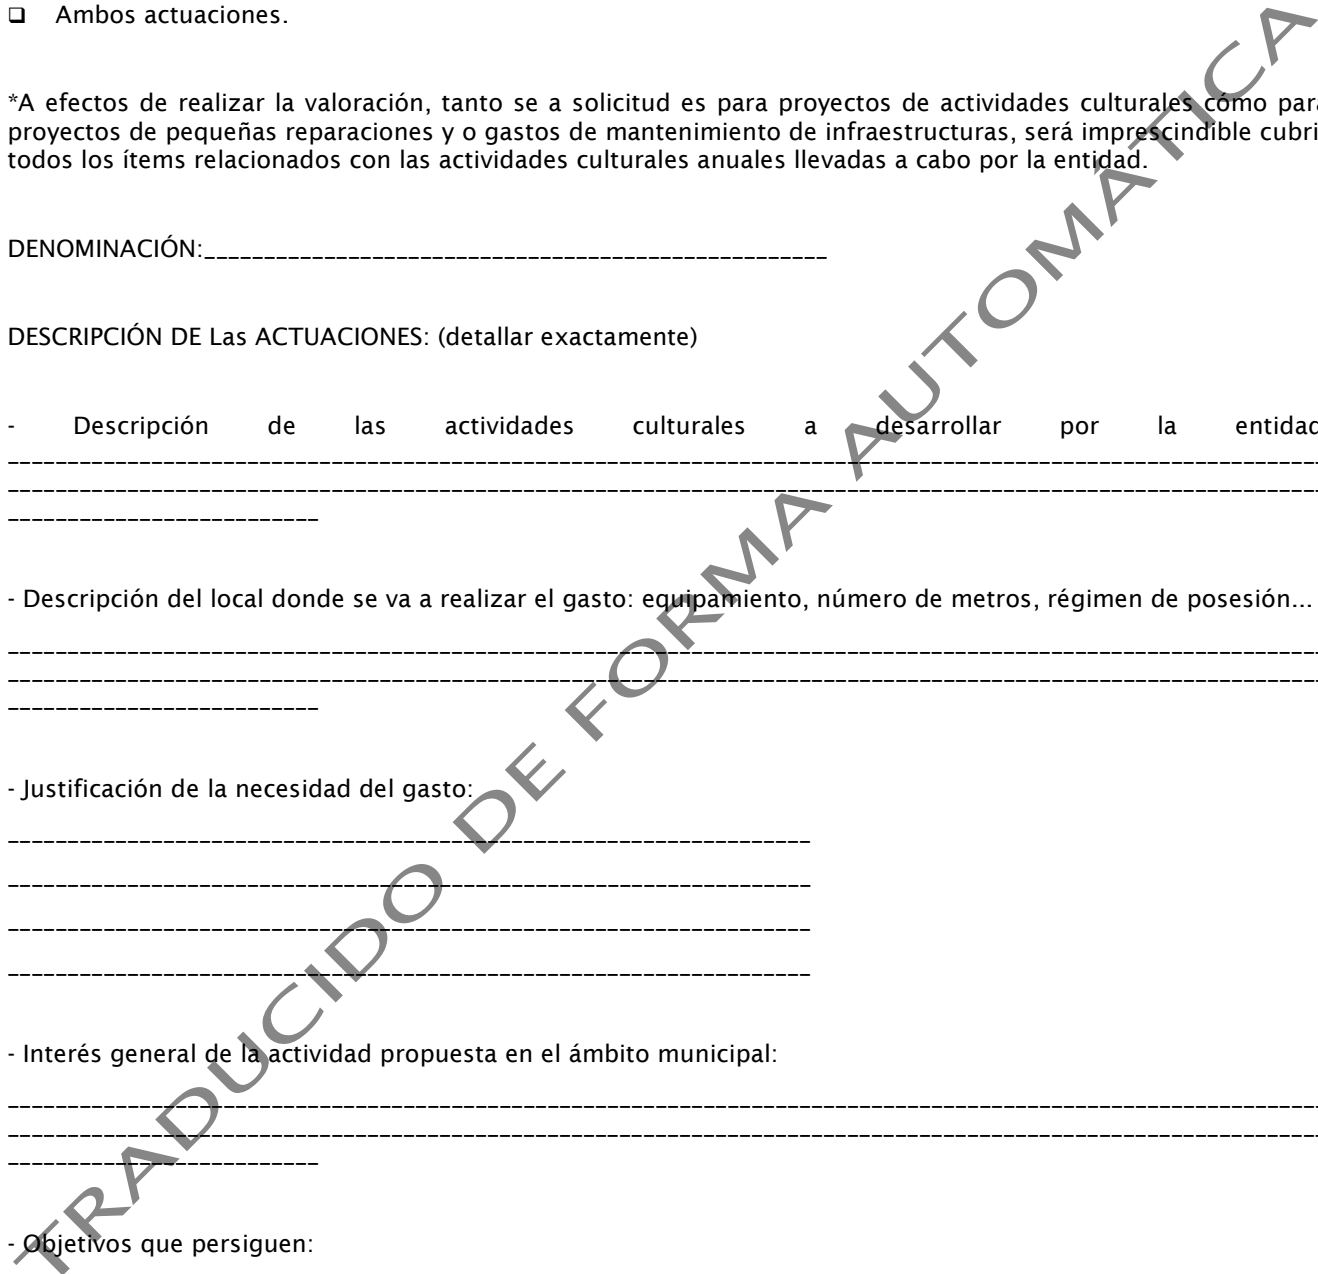 ❑ Ambos actuaciones.
*A efectos de realizar la valoración, tanto se a solicitud es para proyectos de actividades culturales cómo para
proyectos de pequeñas reparaciones y o gastos de mantenimiento de infraestructuras, será imprescindible cubri
todos los ítems relacionados con las actividades culturales anuales llevadas a cabo por la entidad.
DENOMINACIÓN:____________________________________________________
DESCRIPCIÓN DE Las ACTUACIONES: (detallar exactamente)
- Descripción de las actividades culturales a desarrollar por la entidad
- Descripción del local donde se va a realizar el gasto: equipamiento, número de metros, régimen de posesión...
- Justificación de la necesidad del gasto:
- Interés general de la actividad propuesta en el ámbito municipal:
- Objetivos que persiguen:
TRADUCIDO DE FORMA AUTOMÁTICA